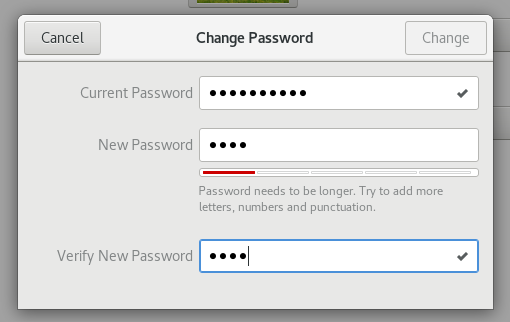 Cancel Change Password Change
Current Password ●●●●●●●●●●
New Password ●●●●
Password needs to be longer. Try to add more
letters, numbers and punctuation.
Verify New Password ●●●●